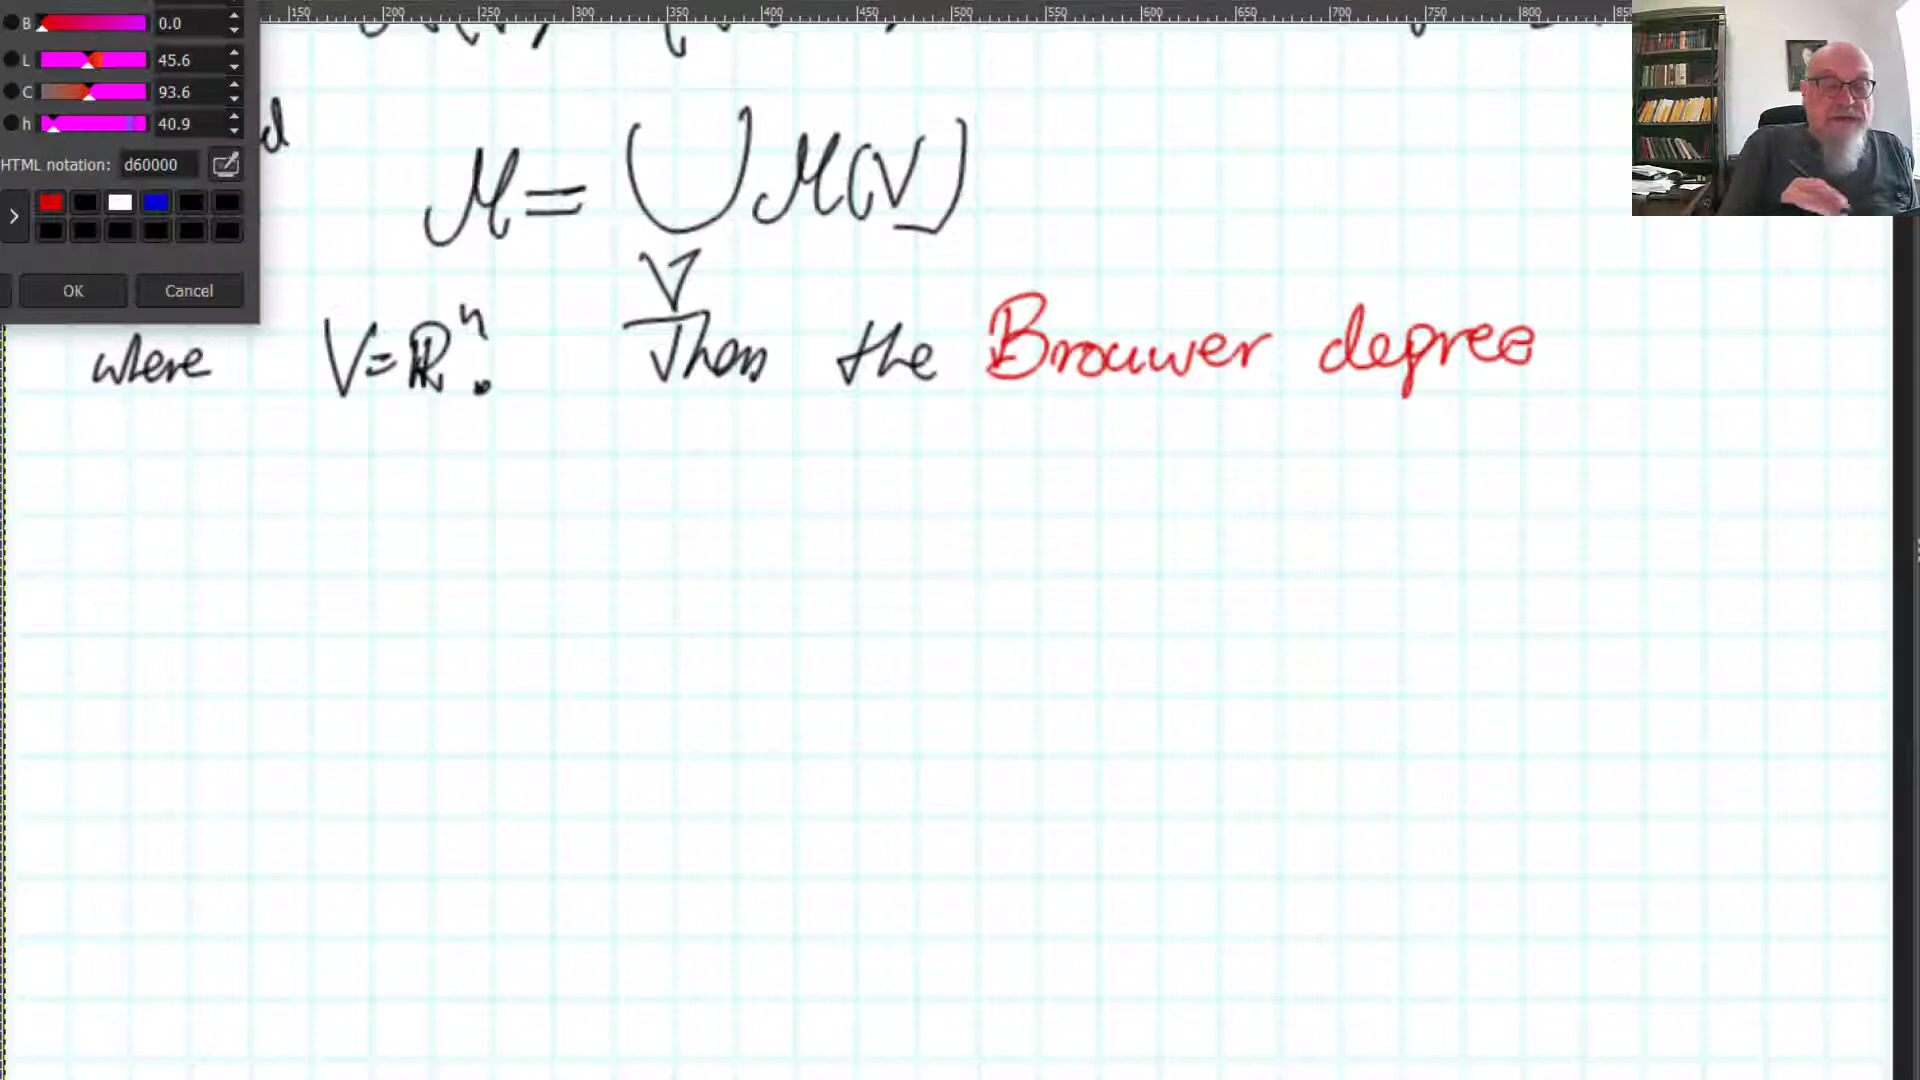 150 200 250 300 350 400 450 500 550 600 650 700 750 800
B 0.0
L 45.6
C 93.6
h 40.9
HTML notation: d60000
OK Cancel
ℳ = ⋃ ℳ(V)
V
where V=ℝⁿ. Then the Brouwer degree